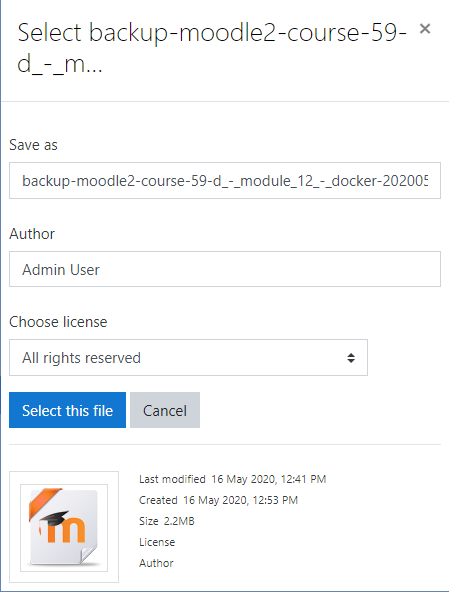 Select backup-moodle2-course-59-
d_-_m...
×
Save as
backup-moodle2-course-59-d_-_module_12_-_docker-202005
Author
Admin User
Choose license
All rights reserved
Select this file Cancel
Last modified 16 May 2020, 12:41 PM
Created 16 May 2020, 12:53 PM
Size 2.2MB
License
Author
m